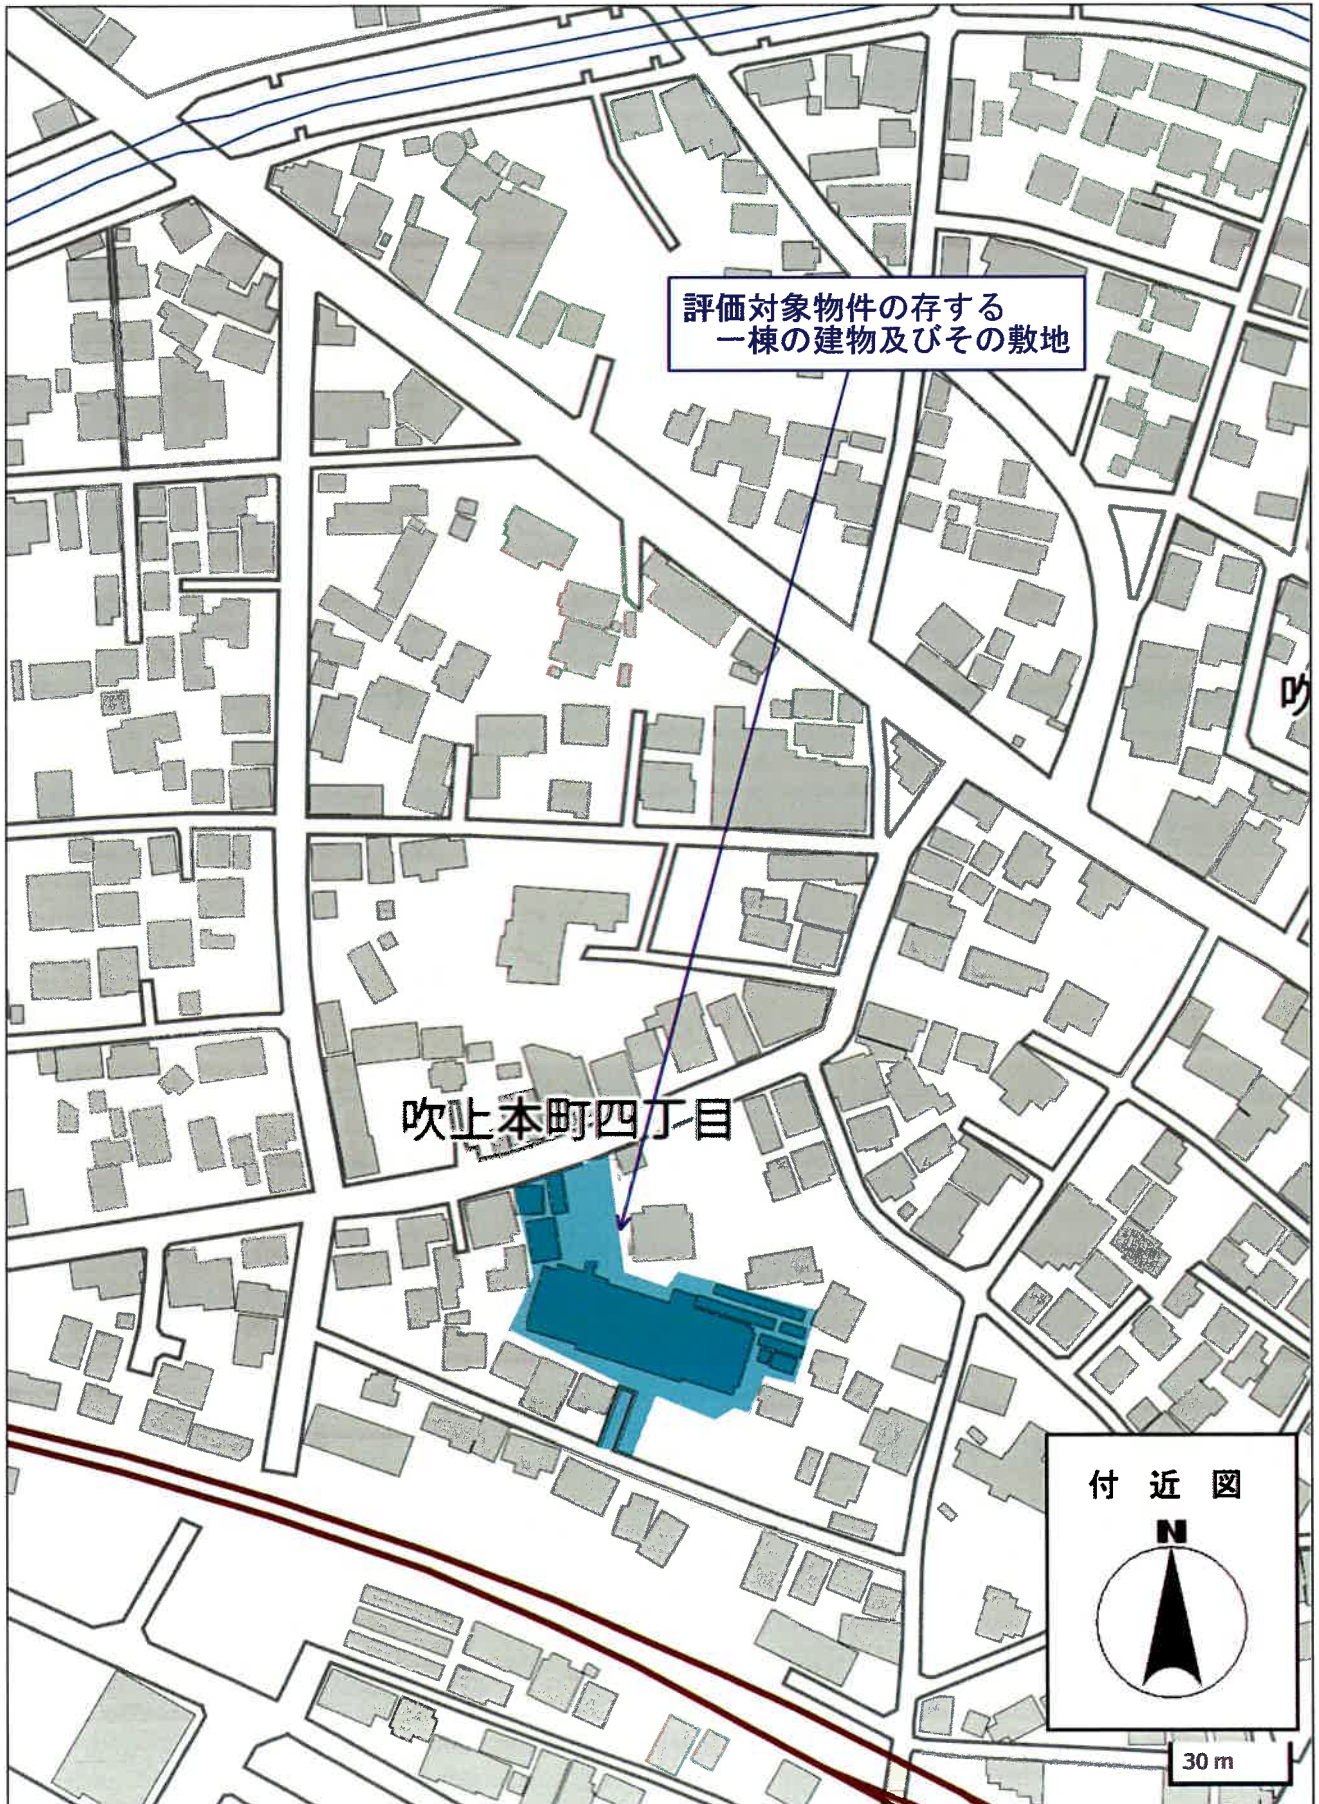 評価対象物件の存する
一棟の建物及びその敷地
吹
吹上本町四丁目
付近図
N
30 m